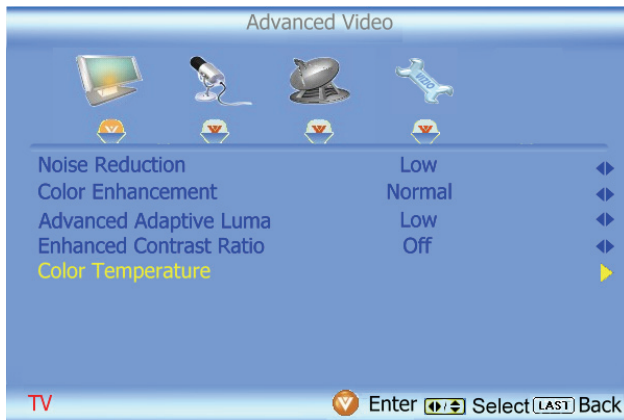 Advanced Video
VIZIO
Noise Reduction Low
Color Enhancement Normal
Advanced Adaptive Luma Low
Enhanced Contrast Ratio Off
Color Temperature
TV Enter Select LAST Back